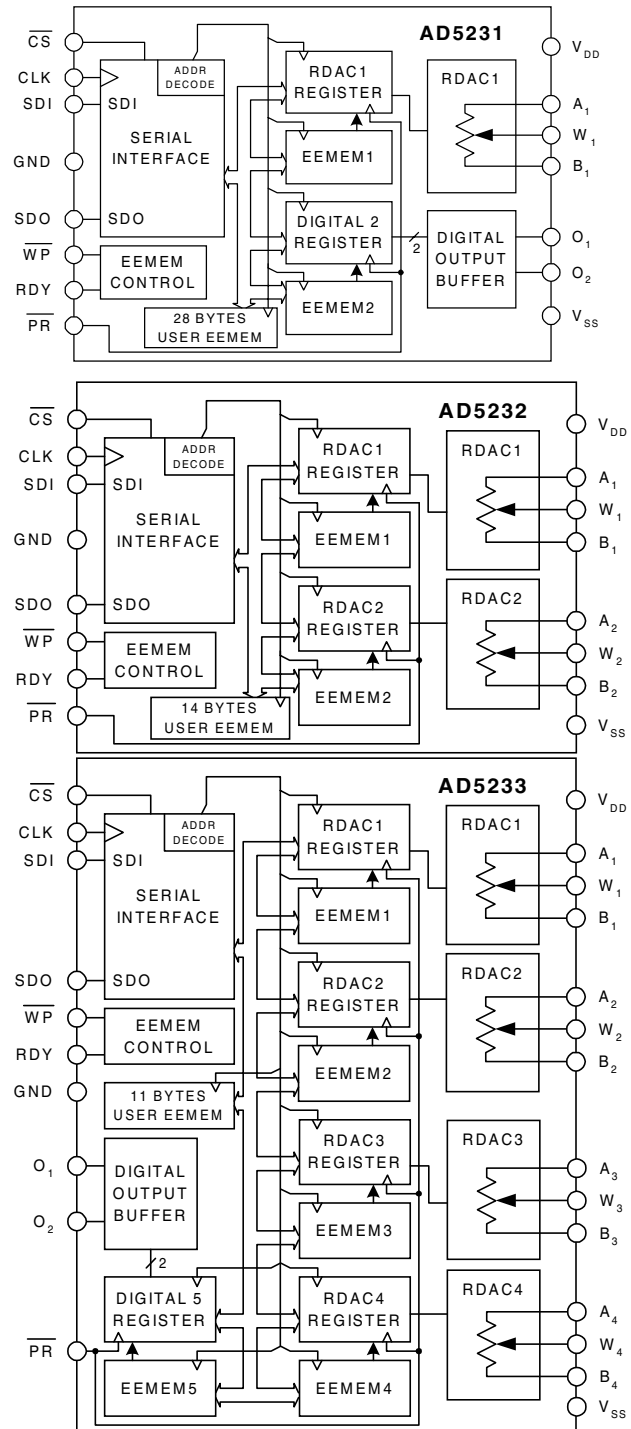 AD5231
CS
CLK
SDI
GND
SDO
WP
RDY
PR
SDI
SERIAL
INTERFACE
SDO
ADDR
DECODE
EEMEM
CONTROL
28 BYTES
USER EEMEM
RDAC1
REGISTER
EEMEM1
DIGITAL 2
REGISTER
EEMEM2
RDAC1
2
DIGITAL
OUTPUT
BUFFER
VDD
A1
W1
B1
O1
O2
VSS
AD5232
CS
CLK
SDI
GND
SDO
WP
RDY
PR
SDI
SERIAL
INTERFACE
SDO
ADDR
DECODE
EEMEM
CONTROL
14 BYTES
USER EEMEM
RDAC1
REGISTER
EEMEM1
RDAC2
REGISTER
EEMEM2
RDAC1
RDAC2
VDD
A1
W1
B1
A2
W2
B2
VSS
AD5233
CS
CLK
SDI
SDO
WP
RDY
GND
O1
O2
PR
SDI
SERIAL
INTERFACE
SDO
ADDR
DECODE
EEMEM
CONTROL
11 BYTES
USER EEMEM
DIGITAL
OUTPUT
BUFFER
2
DIGITAL 5
REGISTER
EEMEM5
RDAC1
REGISTER
EEMEM1
RDAC2
REGISTER
EEMEM2
RDAC3
REGISTER
EEMEM3
RDAC4
REGISTER
EEMEM4
RDAC1
RDAC2
RDAC3
RDAC4
VDD
A1
W1
B1
A2
W2
B2
A3
W3
B3
A4
W4
B4
VSS